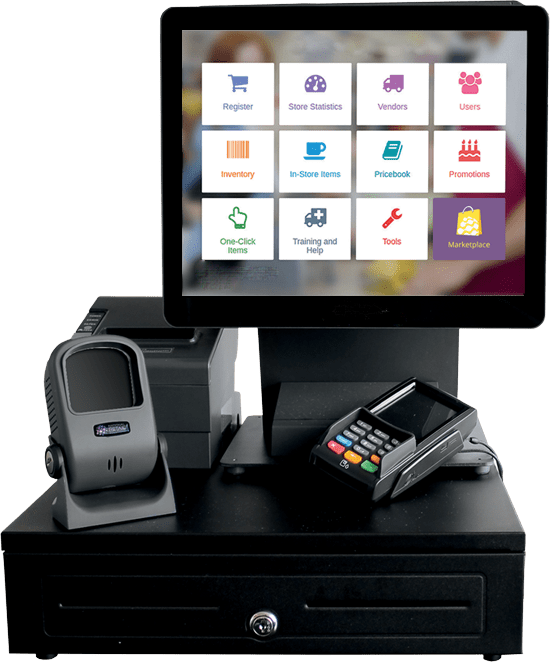 Register
Store Statistics
Vendors
Users
Inventory
In-Store Items
Pricebook
Promotions
One-Click
Items
Training and
Help
Tools
Marketplace